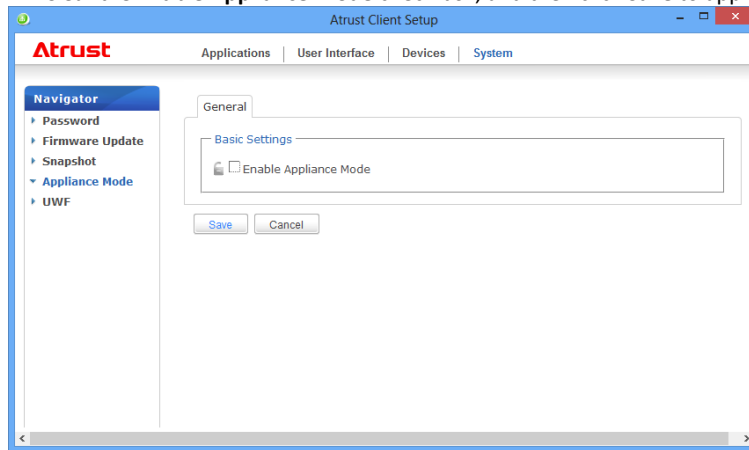 Atrust Client Setup
Atrust
Applications | User Interface | Devices | System
Navigator
Password
Firmware Update
Snapshot
Appliance Mode
UWF
General
Basic Settings
Enable Appliance Mode
Save Cancel